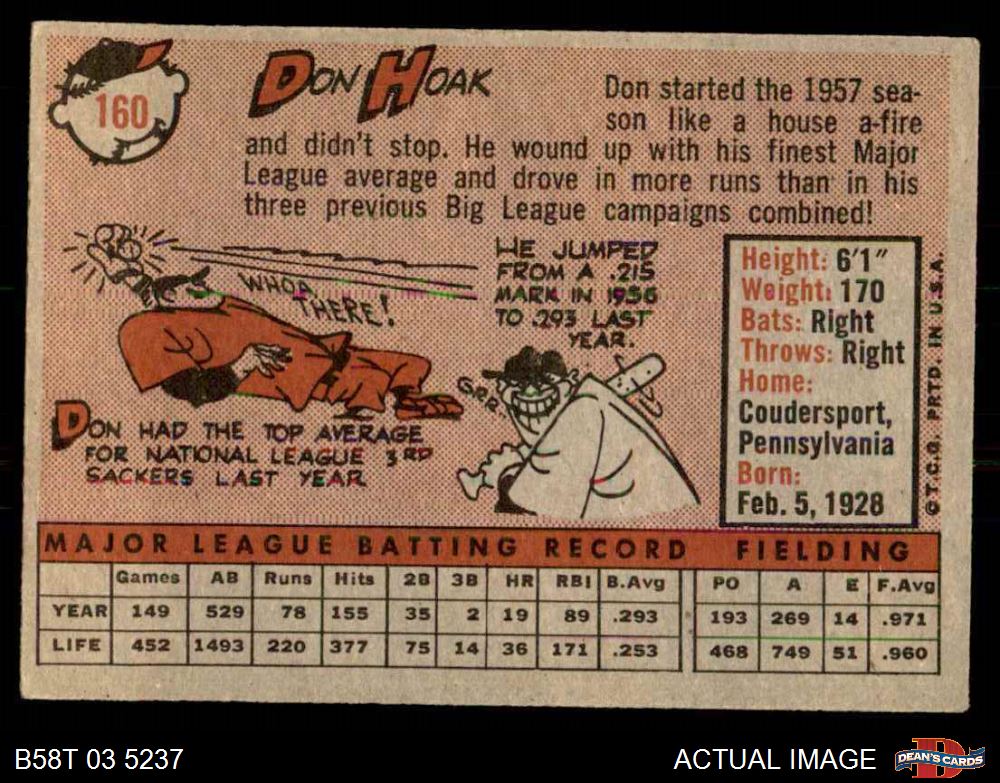 160
DON HOAK
Don started the 1957 sea-
son like a house a-fire
and didn't stop. He wound up with his finest Major
League average and drove in more runs than in his
three previous Big League campaigns combined!
WHOA THERE!
HE JUMPED
FROM A .215
MARK IN 1956
TO .293 LAST
YEAR.
GRR
DON HAD THE TOP AVERAGE
FOR NATIONAL LEAGUE 3RD
SACKERS LAST YEAR
Height: 6'1"
Weight: 170
Bats: Right
Throws: Right
Home:
Coudersport,
Pennsylvania
Born:
Feb. 5, 1928
© T.C.G. PRTD. IN U.S.A.
MAJOR LEAGUE BATTING RECORD FIELDING
Games AB Runs Hits 2B 3B HR RBI B.Avg PO A E F.Avg
YEAR 149 529 78 155 35 2 19 89 .293 193 269 14 .971
LIFE 452 1493 220 377 75 14 36 171 .253 468 749 51 .960
B58T 03 5237
ACTUAL IMAGE
D
DEAN'S CARDS